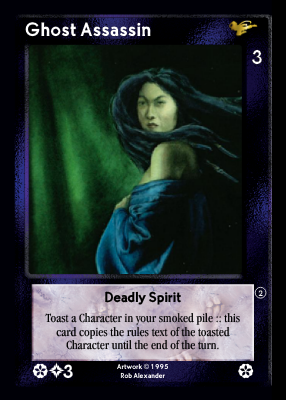 Ghost Assassin
3
Deadly Spirit
2
Toast a Character in your smoked pile :: this
card copies the rules text of the toasted
Character until the end of the turn.
3
Artwork © 1995
Rob Alexander